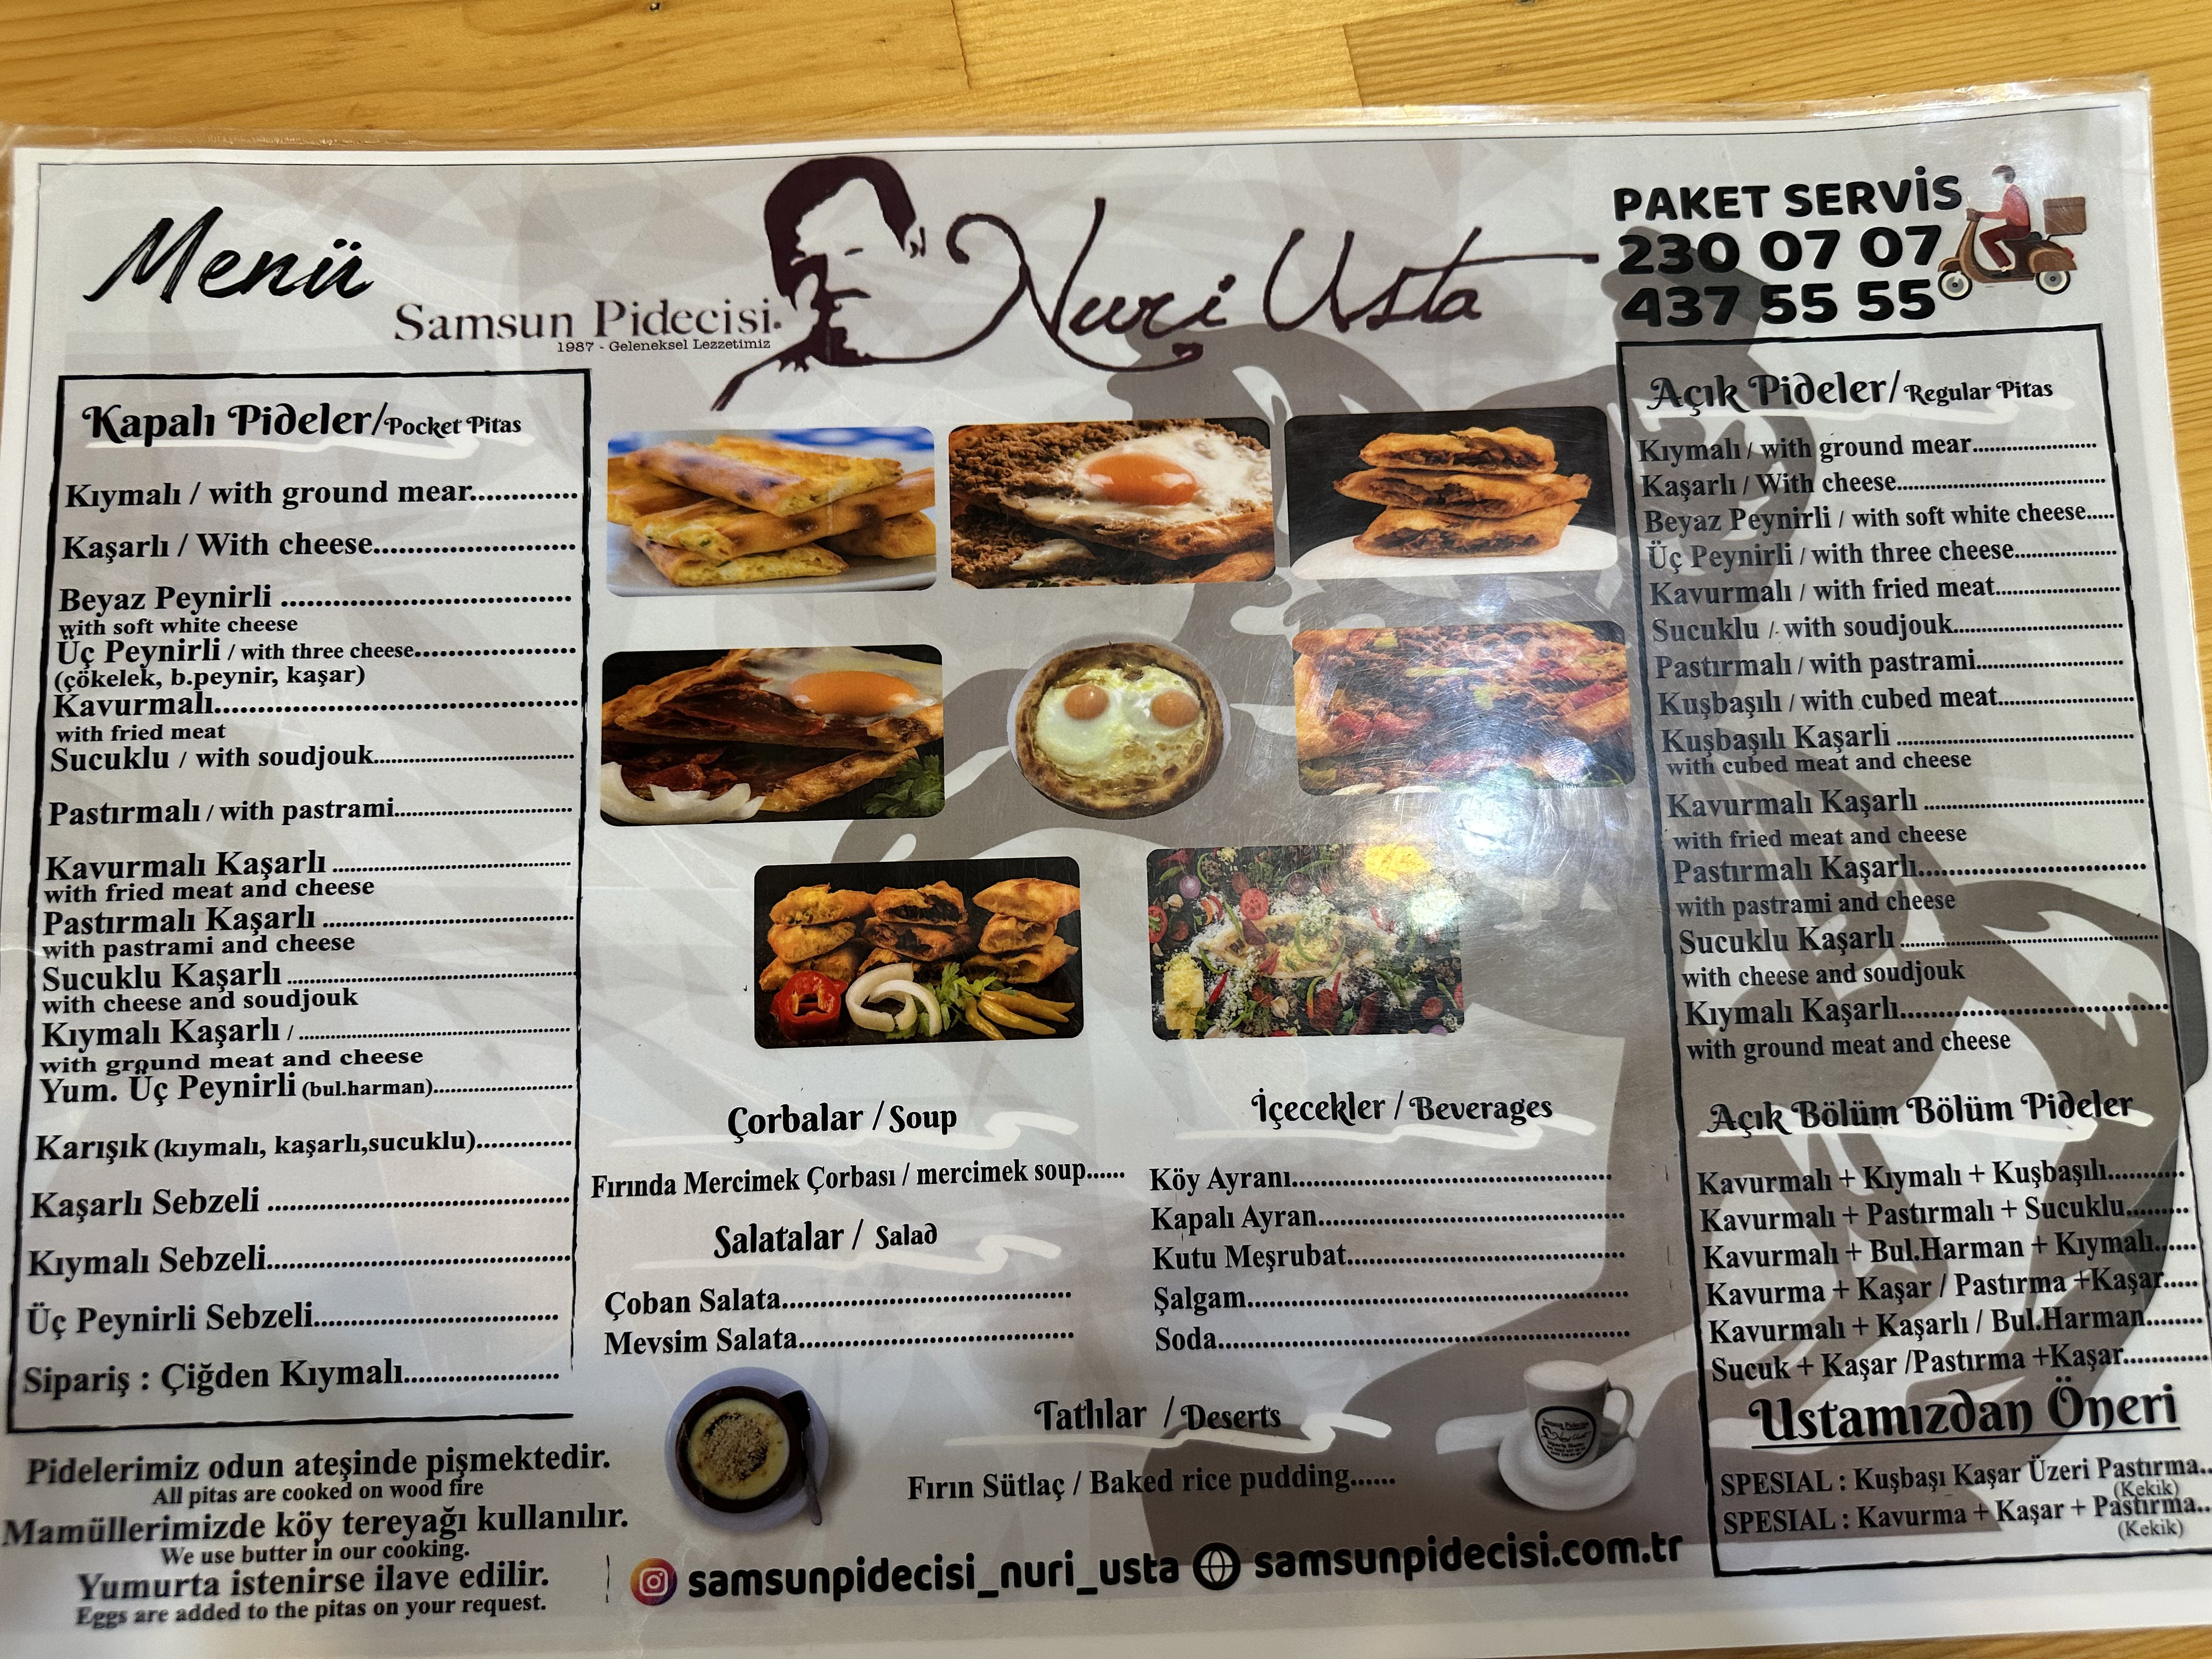 Menü
Samsun Pidecisi
1987 - Geleneksel Lezzetimiz
Nuri Usta
PAKET SERVİS
230 07 07
437 55 55
Kapalı Pideler/Pocket Pitas
Kıymalı / with ground mear.............
Kaşarlı / With cheese.........................
Beyaz Peynirli ...................................
with soft white cheese
Üç Peynirli / with three cheese......................
(çökelek, b.peynir, kaşar)
Kavurmalı............................................
with fried meat
Sucuklu / with soudjouk...............................
Pastırmalı / with pastrami............................
Kavurmalı Kaşarlı .....................................
with fried meat and cheese
Pastırmalı Kaşarlı ......................................
with pastrami and cheese
Sucuklu Kaşarlı ...........................................
with cheese and soudjouk
Kıymalı Kaşarlı / ..........................................
with ground meat and cheese
Yum. Üç Peynirli (bul.harman)......................
Karışık (kıymalı, kaşarlı,sucuklu)............
Kaşarlı Sebzeli .....................................
Kıymalı Sebzeli.....................................
Üç Peynirli Sebzeli..............................
Sipariş : Çiğden Kıymalı...................
Pidelerimiz odun ateşinde pişmektedir.
All pitas are cooked on wood fire
Mamüllerimizde köy tereyağı kullanılır.
We use butter in our cooking.
Yumurta istenirse ilave edilir.
Eggs are added to the pitas on your request.
Çorbalar / Soup
Fırında Mercimek Çorbası / mercimek soup......
Salatalar / Salad
Çoban Salata..........................................
Mevsim Salata........................................
İçecekler / Beverages
Köy Ayranı..............................................
Kapalı Ayran............................................
Kutu Meşrubat........................................
Şalgam......................................................
Soda...........................................................
Tatlılar / Deserts
Fırın Sütlaç / Baked rice pudding......
samsunpidecisi_nuri_usta
samsunpidecisi.com.tr
Açık Pideler/ Regular Pitas
Kıymalı / with ground mear......................
Kaşarlı / With cheese.....................................
Beyaz Peynirli / with soft white cheese.....
Üç Peynirli / with three cheese..................
Kavurmalı / with fried meat......................
Sucuklu / with soudjouk..............................
Pastırmalı / with pastrami..........................
Kuşbaşılı / with cubed meat........................
Kuşbaşılı Kaşarlı ..........................................
with cubed meat and cheese
Kavurmalı Kaşarlı .......................................
with fried meat and cheese
Pastırmalı Kaşarlı.................................
with pastrami and cheese
Sucuklu Kaşarlı ..............................................
with cheese and soudjouk
Kıymalı Kaşarlı.......................................
with ground meat and cheese
Açık Bölüm Bölüm Pideler
Kavurmalı + Kıymalı + Kuşbaşılı............
Kavurmalı + Pastırmalı + Sucuklu.........
Kavurmalı + Bul.Harman + Kıymalı......
Kavurma + Kaşar / Pastırma +Kaşar.....
Kavurmalı + Kaşarlı / Bul.Harman........
Sucuk + Kaşar /Pastırma +Kaşar............
Ustamızdan Öneri
SPESIAL : Kuşbaşı Kaşar Üzeri Pastırma..
(Kekik)
SPESIAL : Kavurma + Kaşar + Pastırma..
(Kekik)